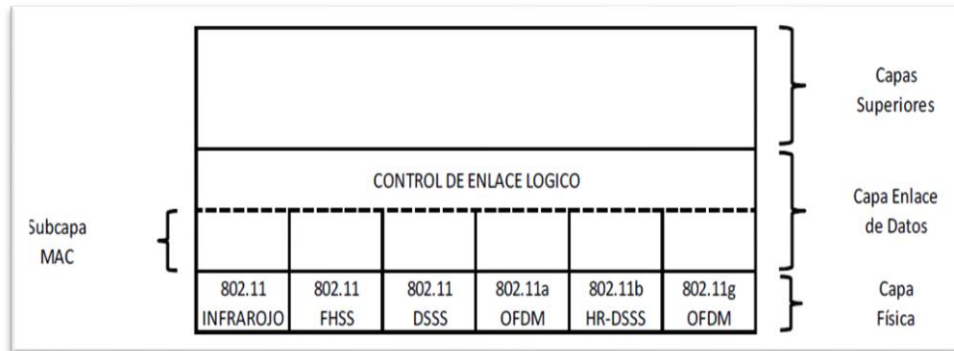 Capas
Superiores
CONTROL DE ENLACE LOGICO
Capa Enlace
de Datos
Subcapa
MAC
802.11
INFRAROJO
802.11
FHSS
802.11
DSSS
802.11a
OFDM
802.11b
HR-DSSS
802.11g
OFDM
Capa
Física